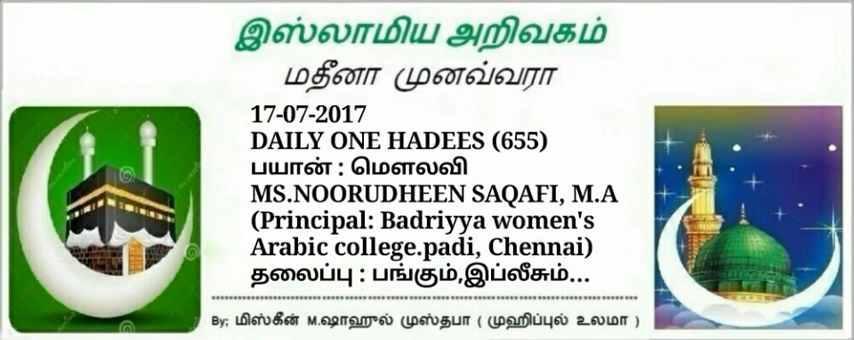 இஸ்லாமிய அறிவகம்
மதீனா முனவ்வரா
17-07-2017
DAILY ONE HADEES (655)
பயான் : மௌலவி
MS.NOORUDHEEN SAQAFI, M.A
(Principal: Badriyya women's
Arabic college.padi, Chennai)
தலைப்பு : பங்கும்,இப்லீசும்...
By; மிஸ்கீன் M.ஷாஹுல் முஸ்தபா ( முஹிப்புல் உலமா )